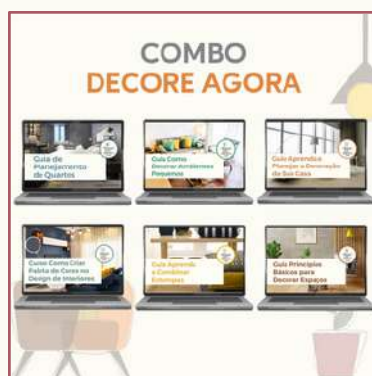 COMBO
DECORE AGORA
Guia de
Planejamento
de Quartos
Guia Como
Decorar Ambientes
Pequenos
Guia Aprenda a
Planejar a Decoração
da Sua Casa
Curso Como Criar
Paleta de Cores no
Design de Interiores
Guia Aprenda
a Combinar
Estampas
Guia Princípios
Básicos para
Decorar Espaços